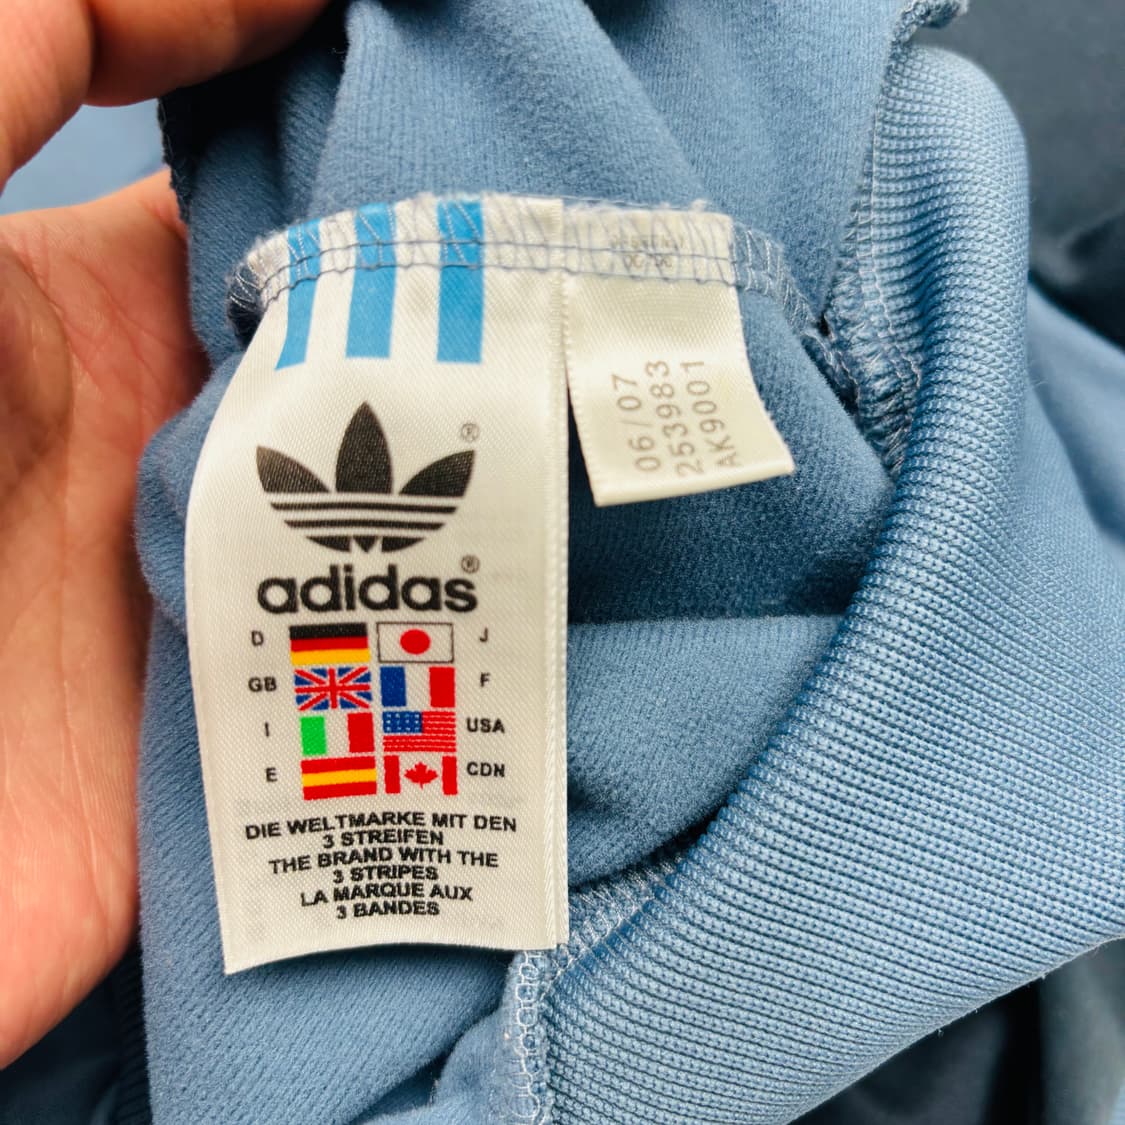 ®
adidas®
D J
GB F
I USA
E CDN
DIE WELTMARKE MIT DEN
3 STREIFEN
THE BRAND WITH THE
3 STRIPES
LA MARQUE AUX
3 BANDES
06/07
253983
AK9001